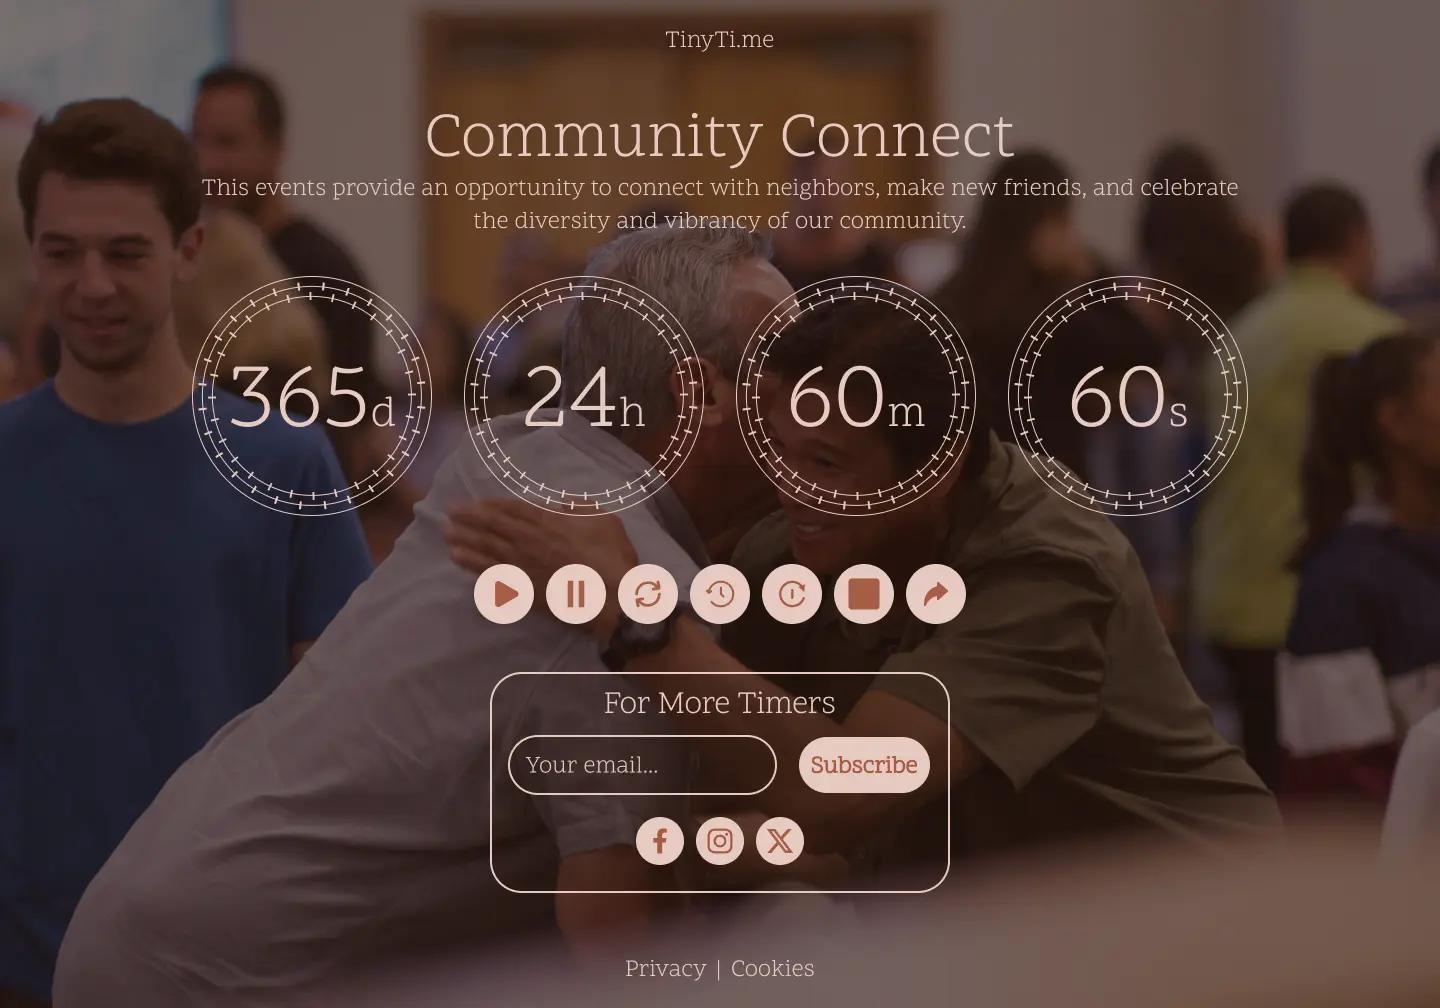 TinyTi.me
Community Connect
This events provide an opportunity to connect with neighbors, make new friends, and celebrate
the diversity and vibrancy of our community.
365d 24h 60m 60s
For More Timers
Your email...
Subscribe
Privacy | Cookies